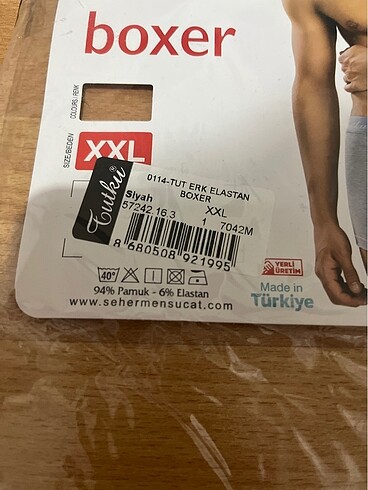 boxer
COLOURS / RENK
SIZE/BEDEN
XXL
Tutku
0114-TUT ERK ELASTAN
BOXER
Siyah
XXL
57242.16.3
1 7042M
8 680508 921995
40°
94% Pamuk - 6% Elastan
www.sehermensucat.com
YERLİ
ÜRETİM
Made in
Türkiye